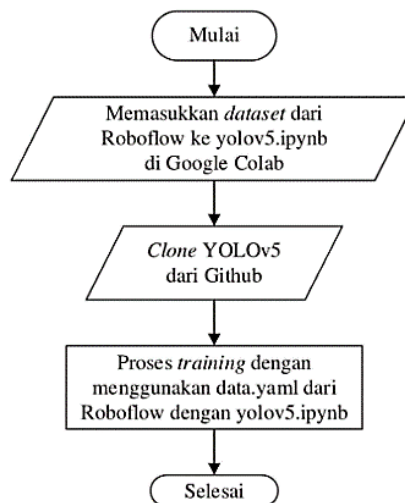 Mulai
Memasukkan dataset dari
Roboflow ke yolov5.ipynb
di Google Colab
Clone YOLOv5
dari Github
Proses training dengan
menggunakan data.yaml dari
Roboflow dengan yolov5.ipynb
Selesai